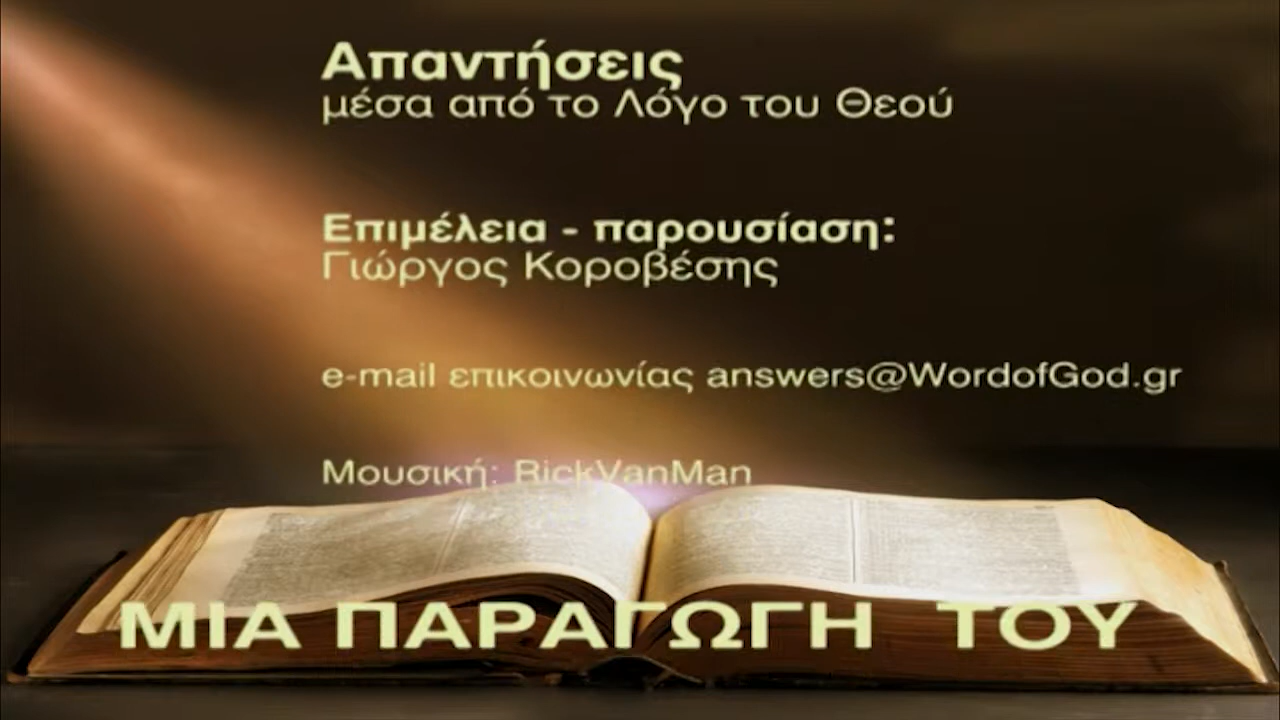 Απαντήσεις
μέσα από το Λόγο του Θεού
Επιμέλεια - παρουσίαση:
Γιώργος Κοροβέσης
e-mail επικοινωνίας answers@WordofGod.gr
Μουσική: RickVanMan
ΜΙΑ ΠΑΡΑΓΩΓΗ ΤΟΥ